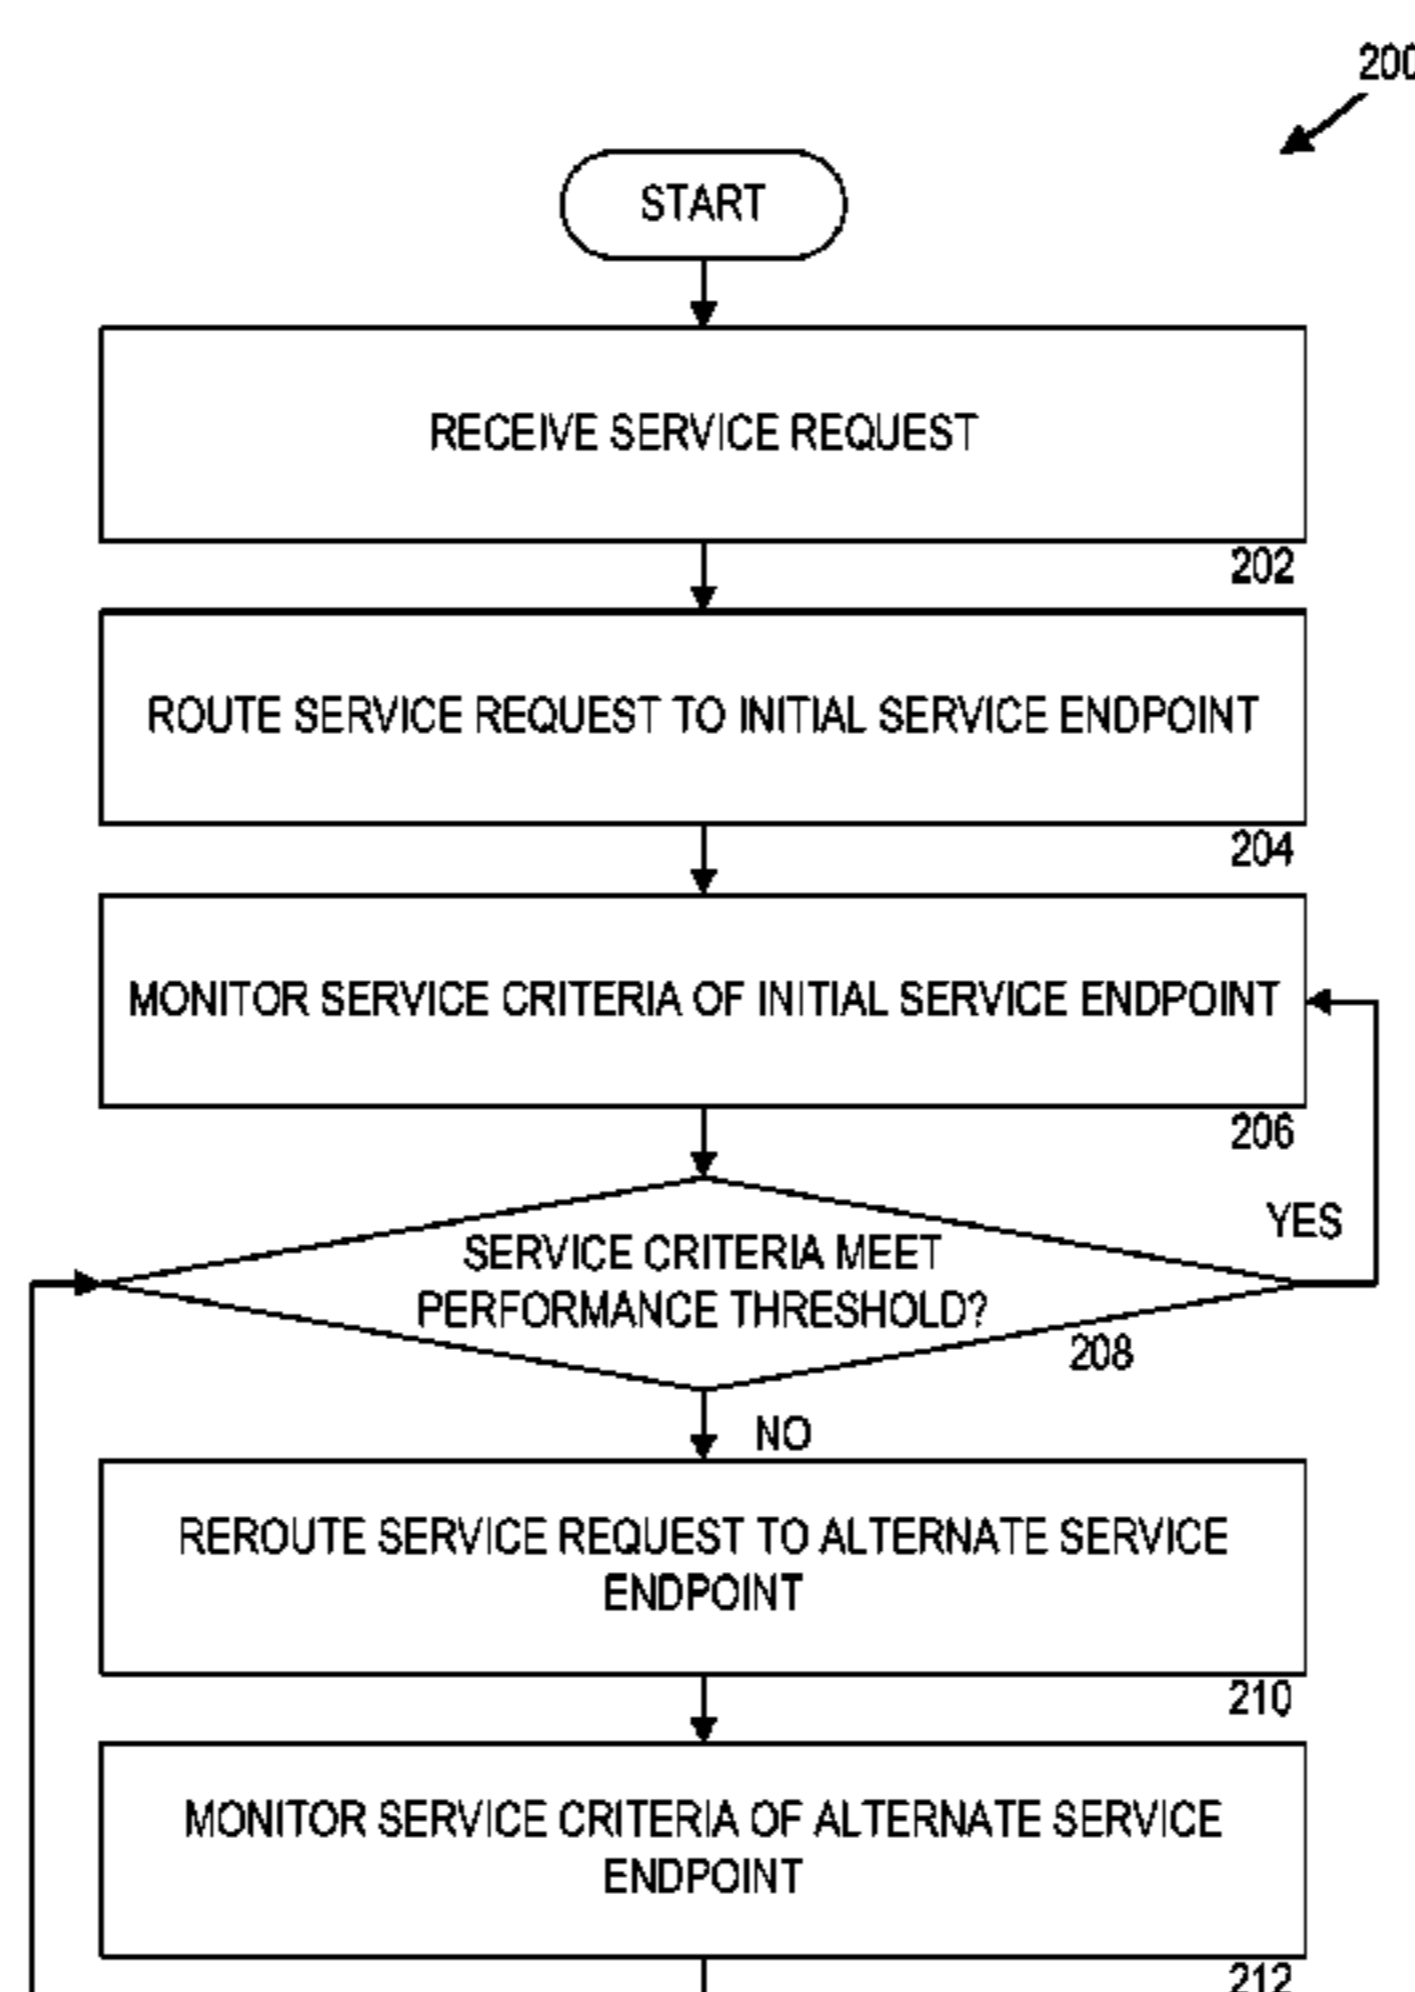 200
START
RECEIVE SERVICE REQUEST
202
ROUTE SERVICE REQUEST TO INITIAL SERVICE ENDPOINT
204
MONITOR SERVICE CRITERIA OF INITIAL SERVICE ENDPOINT
206
YES
SERVICE CRITERIA MEET
PERFORMANCE THRESHOLD?
208
NO
REROUTE SERVICE REQUEST TO ALTERNATE SERVICE
ENDPOINT
210
MONITOR SERVICE CRITERIA OF ALTERNATE SERVICE
ENDPOINT
212